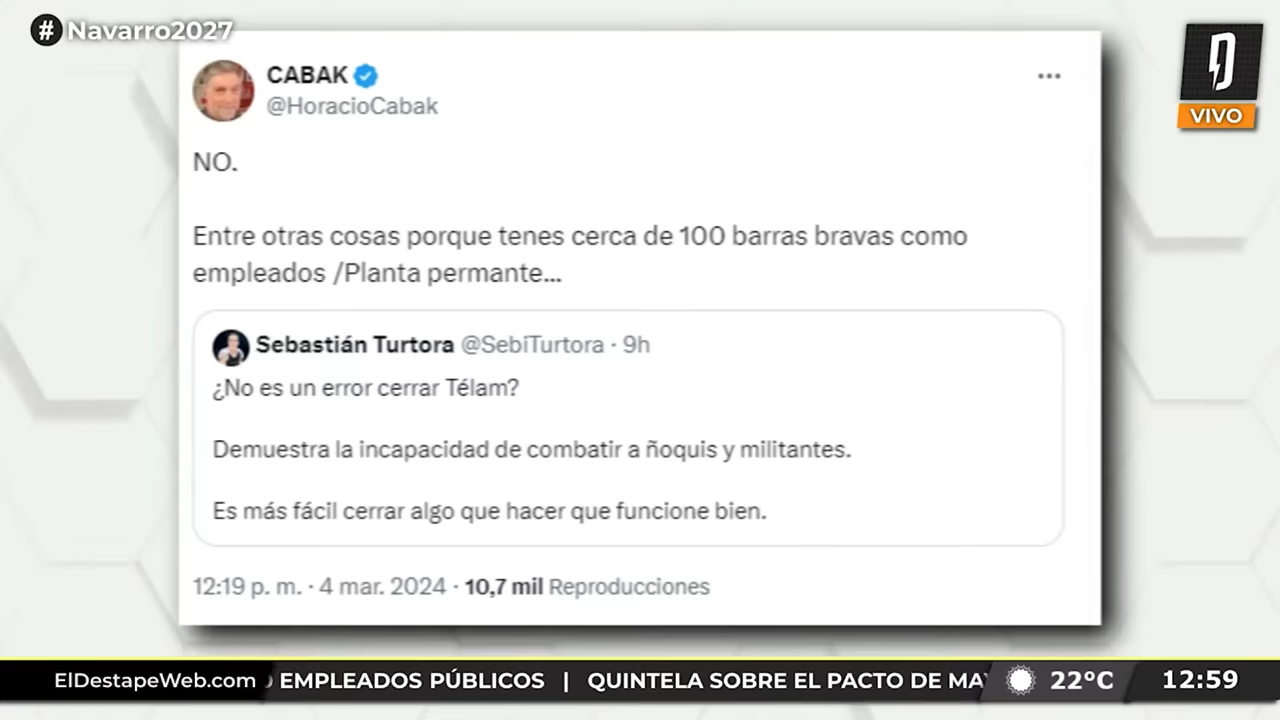 #Navarro2027
CABAK
@HoracioCabak
NO.
Entre otras cosas porque tenes cerca de 100 barras bravas como
empleados /Planta permante...
Sebastián Turtora @SebiTurtora · 9h
¿No es un error cerrar Télam?
Demuestra la incapacidad de combatir a ñoquis y militantes.
Es más fácil cerrar algo que hacer que funcione bien.
12:19 p. m. · 4 mar. 2024 · 10,7 mil Reproducciones
VIVO
ElDestapeWeb.com EMPLEADOS PÚBLICOS | QUINTELA SOBRE EL PACTO DE 22°C 12:59